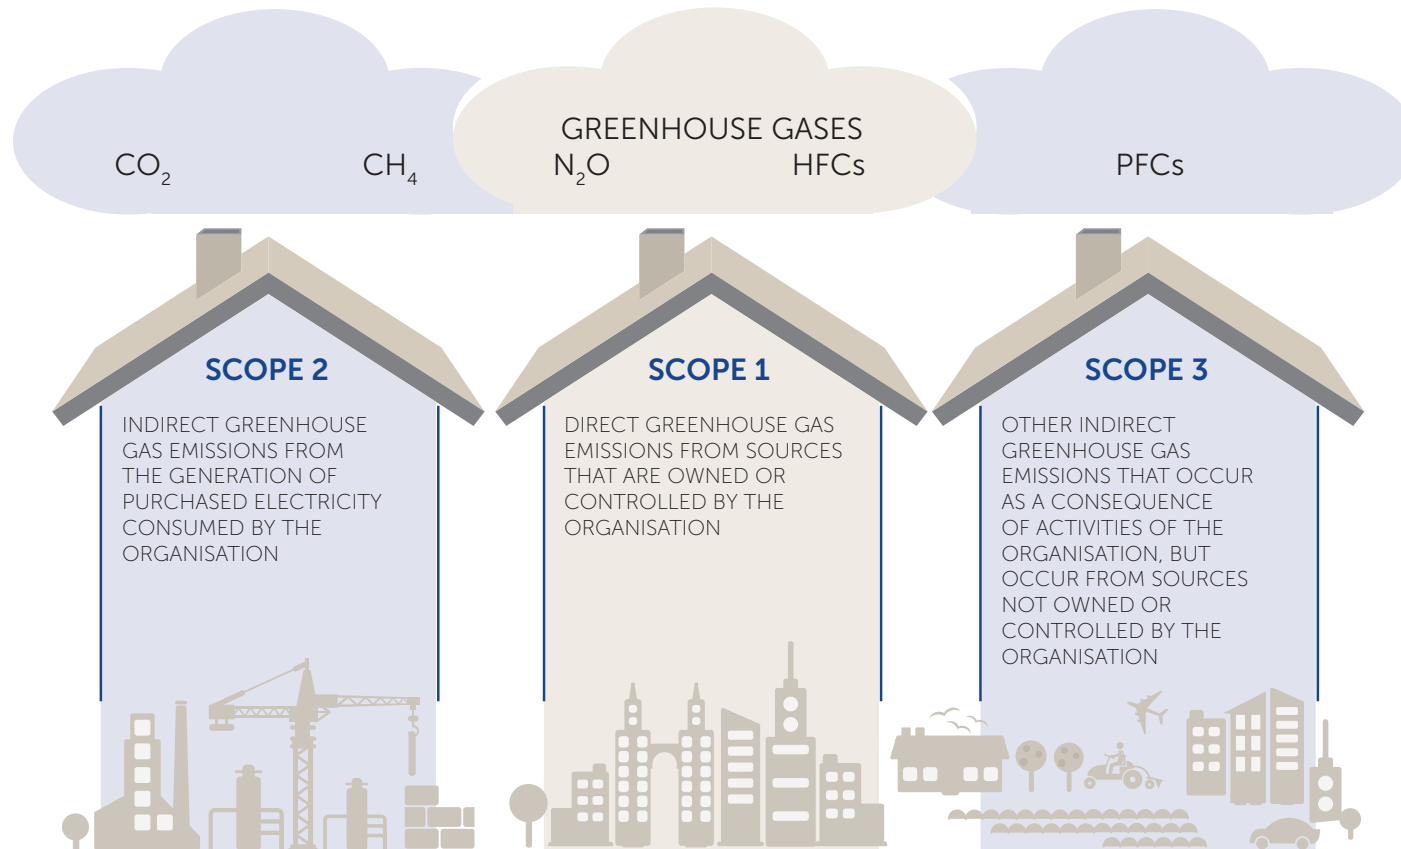 GREENHOUSE GASES
CO₂ CH₄ N₂O HFCs PFCs
SCOPE 2
INDIRECT GREENHOUSE
GAS EMISSIONS FROM
THE GENERATION OF
PURCHASED ELECTRICITY
CONSUMED BY THE
ORGANISATION
SCOPE 1
DIRECT GREENHOUSE GAS
EMISSIONS FROM SOURCES
THAT ARE OWNED OR
CONTROLLED BY THE
ORGANISATION
SCOPE 3
OTHER INDIRECT
GREENHOUSE GAS
EMISSIONS THAT OCCUR
AS A CONSEQUENCE
OF ACTIVITIES OF THE
ORGANISATION, BUT
OCCUR FROM SOURCES
NOT OWNED OR
CONTROLLED BY THE
ORGANISATION